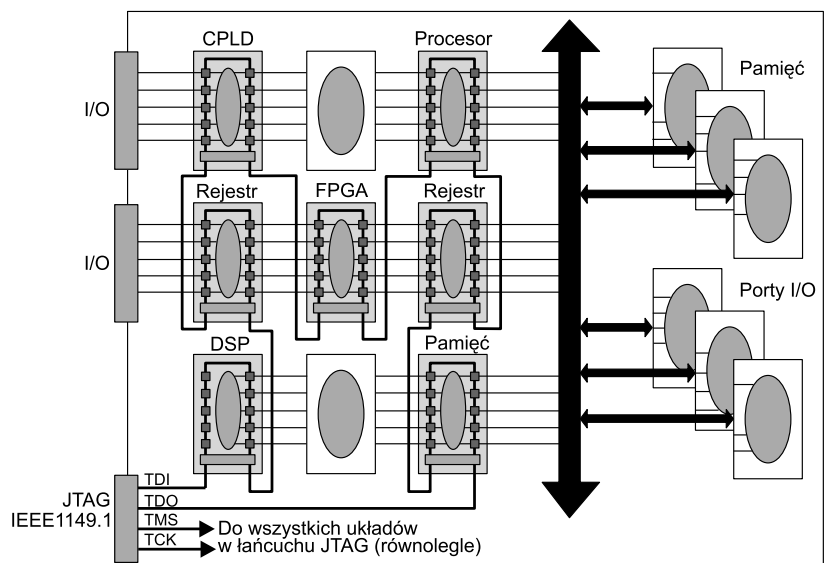 CPLD
Procesor
Pamięć
I/O
Rejestr
FPGA
Rejestr
I/O
Porty I/O
DSP
Pamięć
JTAG
IEEE1149.1
TDI
TDO
TMS
TCK
Do wszystkich układów
w łańcuchu JTAG (równolegle)